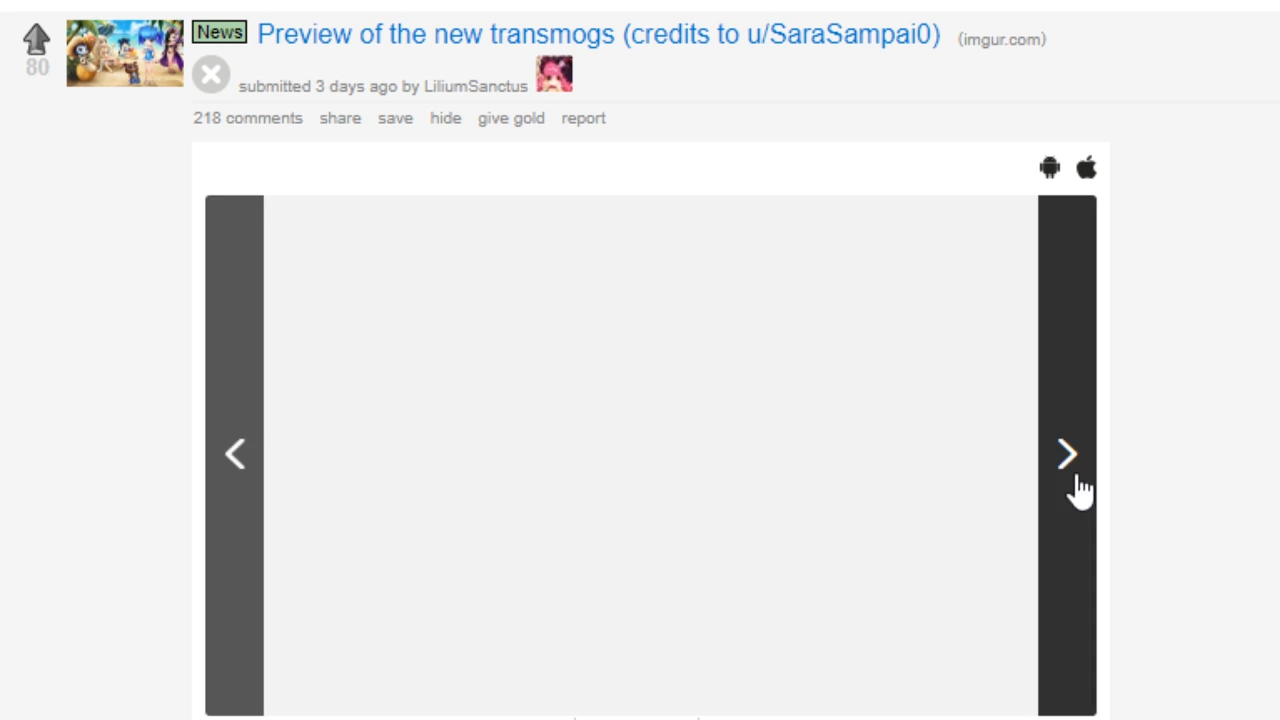 News Preview of the new transmogs (credits to u/SaraSampai0) (imgur.com)
80
submitted 3 days ago by LiliumSanctus
218 comments share save hide give gold report